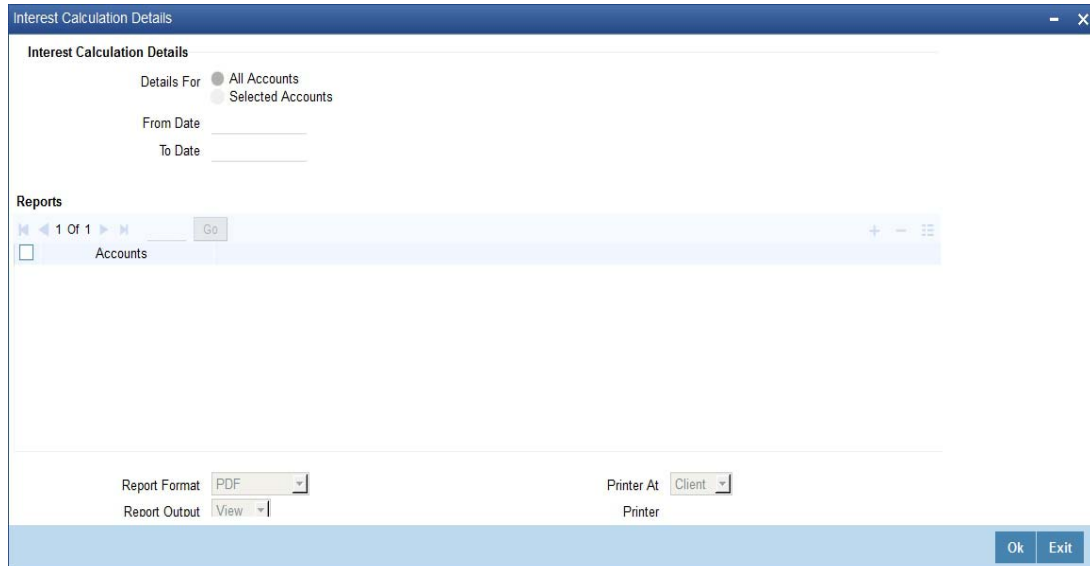 Interest Calculation Details
Interest Calculation Details
Details For All Accounts
Selected Accounts
From Date
To Date
Reports
1 Of 1 Go
Accounts
Report Format PDF Printer At Client
Report Output View Printer
Ok Exit